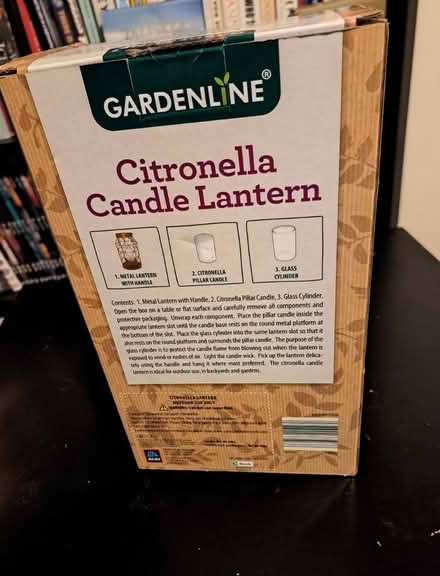 GARDENLINE®
Citronella
Candle Lantern
1. METAL LANTERN
WITH HANDLE
2. CITRONELLA
PILLAR CANDLE
3. GLASS
CYLINDER
Contents: 1. Metal Lantern with Handle, 2. Citronella Pillar Candle, 3. Glass Cylinder.
Open the box on a table or flat surface and carefully remove all components and
protective packaging. Unwrap each component. Place the pillar candle inside the
appropriate lantern slot until the candle base rests on the round metal platform at
the bottom of the slot. Place the glass cylinder into the same lantern slot so that it
also rests on the round platform and surrounds the pillar candle. The purpose of the
glass cylinder is to protect the candle flame from blowing out when the lantern is
exposed to wind or rushes of air. Light the candle wick. Pick up the lantern delica-
tely using the handle and hang it where most preferred. The citronella candle
lantern is ideal for outdoor use, in backyards and gardens.
CITRONELLA LANTERN
OUTDOOR USE ONLY
WARNING:
ALDI